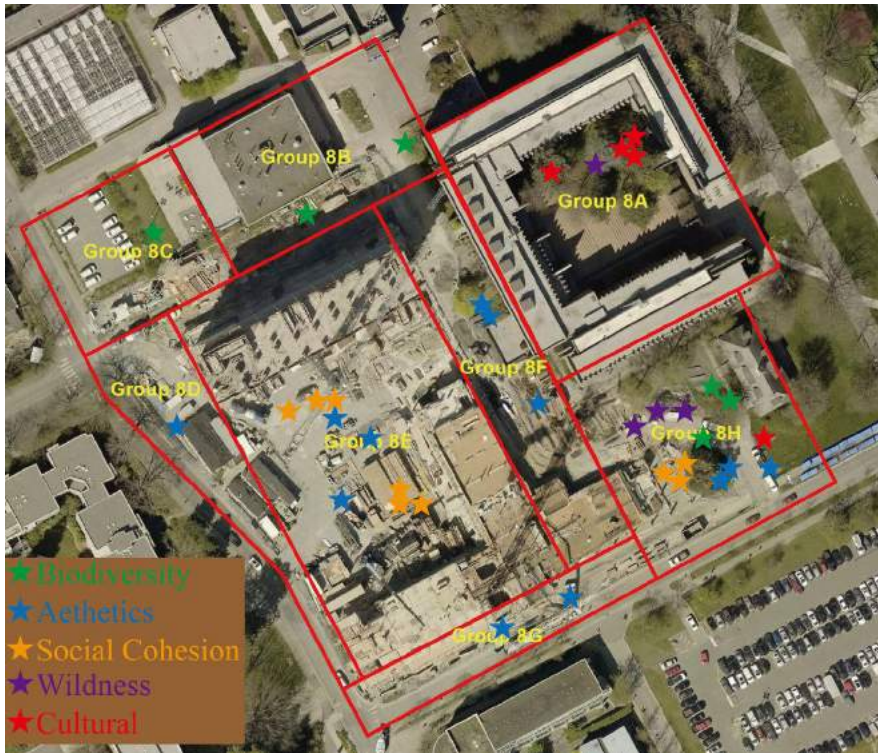 Group 8B
Group 8A
Group 8C
Group 8F
Group 8D
Group 8E
Group 8H
Group 8G
Biodiversity
Aethetics
Social Cohesion
Wildness
Cultural